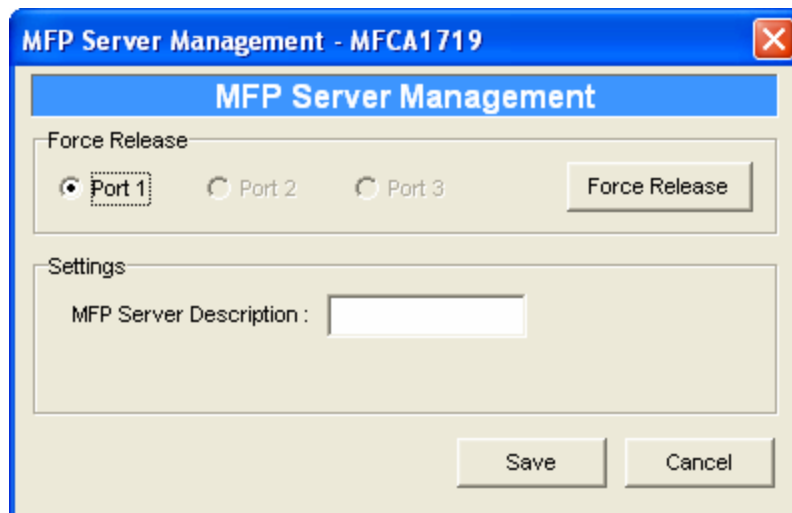 MFP Server Management - MFCA1719
MFP Server Management
Force Release
Port 1 Port 2 Port 3 Force Release
Settings
MFP Server Description :
Save Cancel